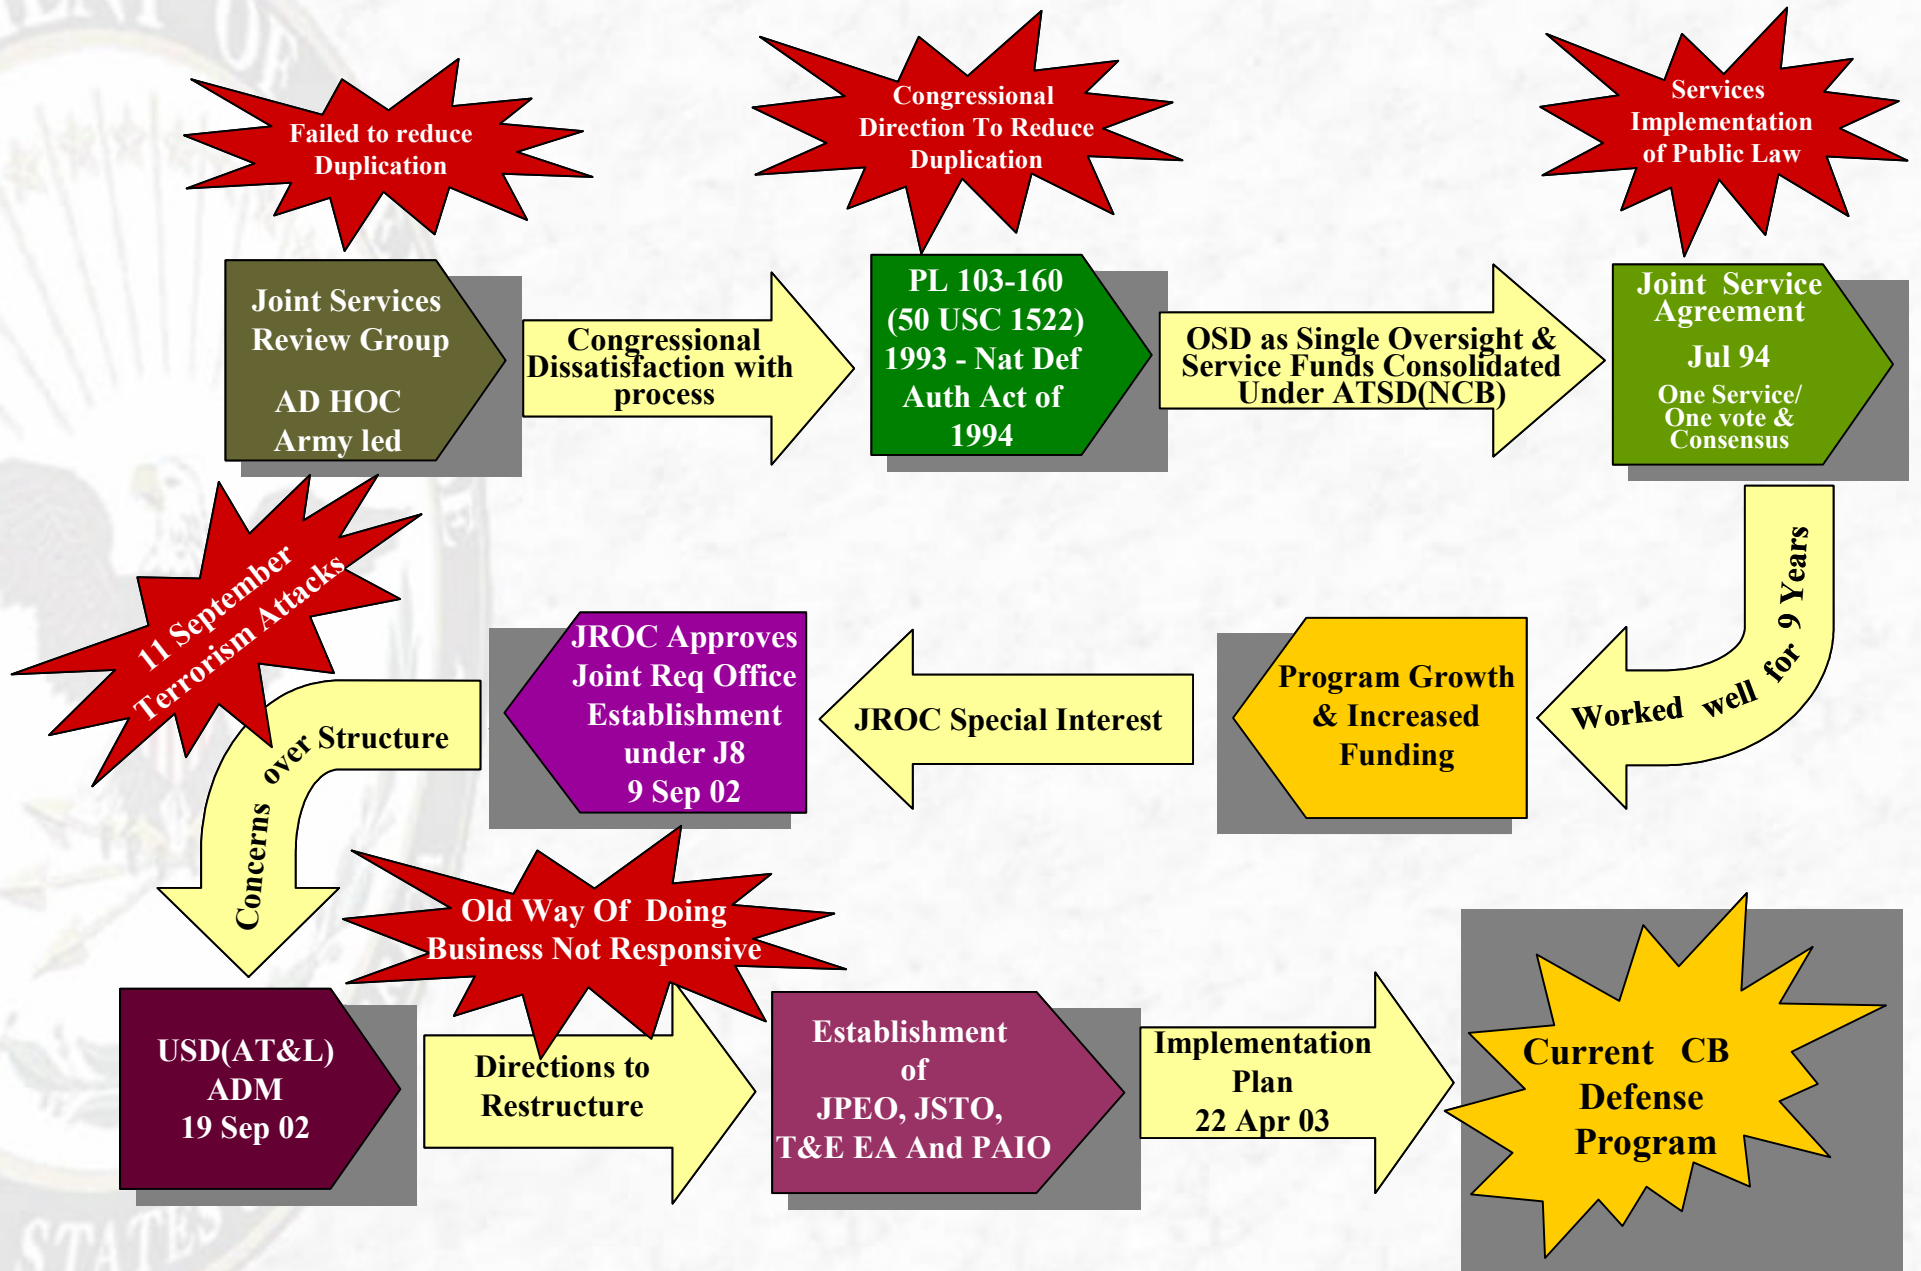 Failed to reduce
Duplication
Congressional
Direction To Reduce
Duplication
Services
Implementation
of Public Law
Joint Services
Review Group
AD HOC
Army led
Congressional
Dissatisfaction with
process
PL 103-160
(50 USC 1522)
1993 - Nat Def
Auth Act of
1994
OSD as Single Oversight &
Service Funds Consolidated
Under ATSD(NCB)
Joint Service
Agreement
Jul 94
One Service/
One vote &
Consensus
Worked well for 9 Years
Program Growth
& Increased
Funding
JROC Special Interest
JROC Approves
Joint Req Office
Establishment
under J8
9 Sep 02
11 September
Terrorism Attacks
Concerns over Structure
USD(AT&L)
ADM
19 Sep 02
Old Way Of Doing
Business Not Responsive
Directions to
Restructure
Establishment
of
JPEO, JSTO,
T&E EA And PAIO
Implementation
Plan
22 Apr 03
Current CB
Defense
Program
OF
STATES